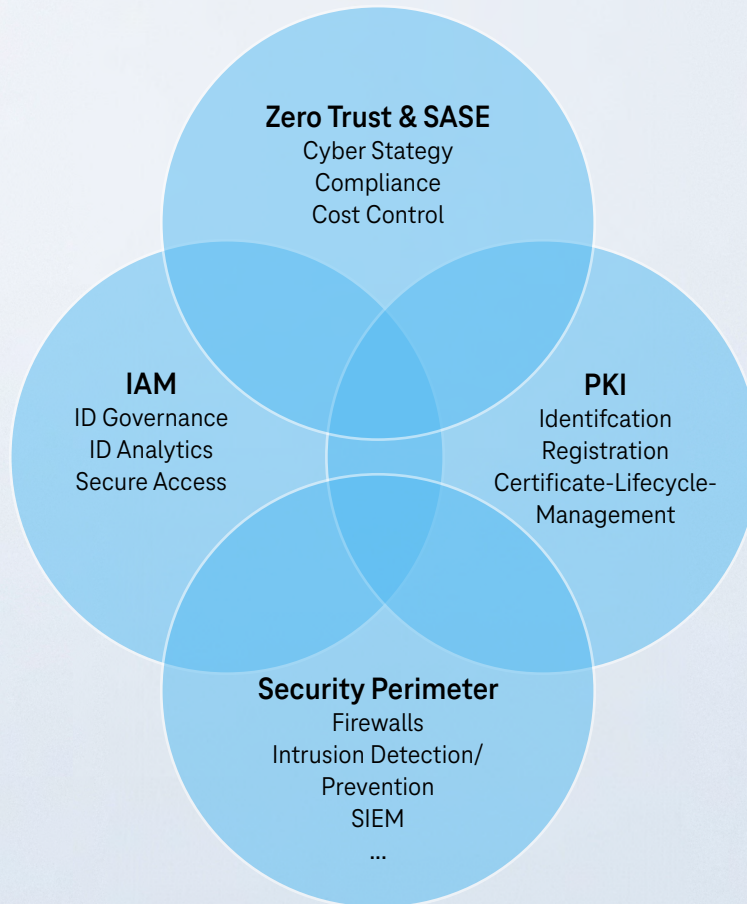 Zero Trust & SASE
Cyber Stategy
Compliance
Cost Control
IAM
ID Governance
ID Analytics
Secure Access
PKI
Identifcation
Registration
Certificate-Lifecycle-
Management
Security Perimeter
Firewalls
Intrusion Detection/
Prevention
SIEM
...